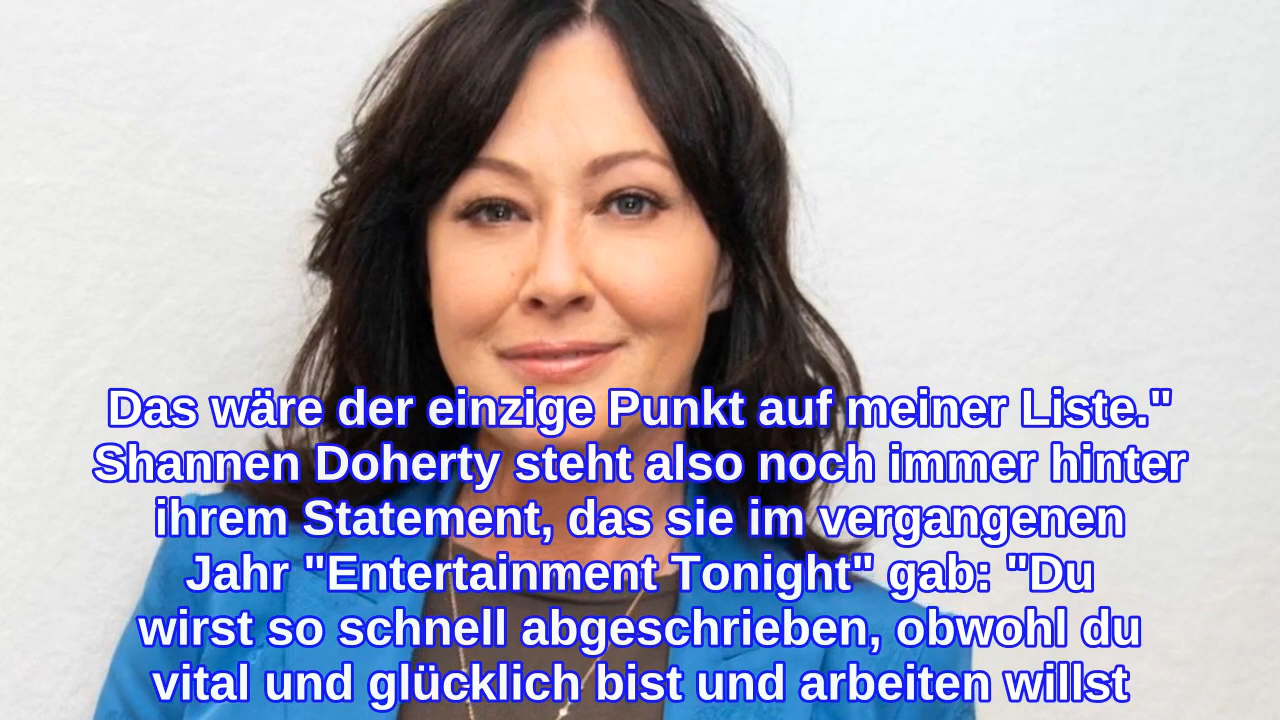 Das wäre der einzige Punkt auf meiner Liste."
Shannen Doherty steht also noch immer hinter
ihrem Statement, das sie im vergangenen
Jahr "Entertainment Tonight" gab: "Du
wirst so schnell abgeschrieben, obwohl du
vital und glücklich bist und arbeiten willst